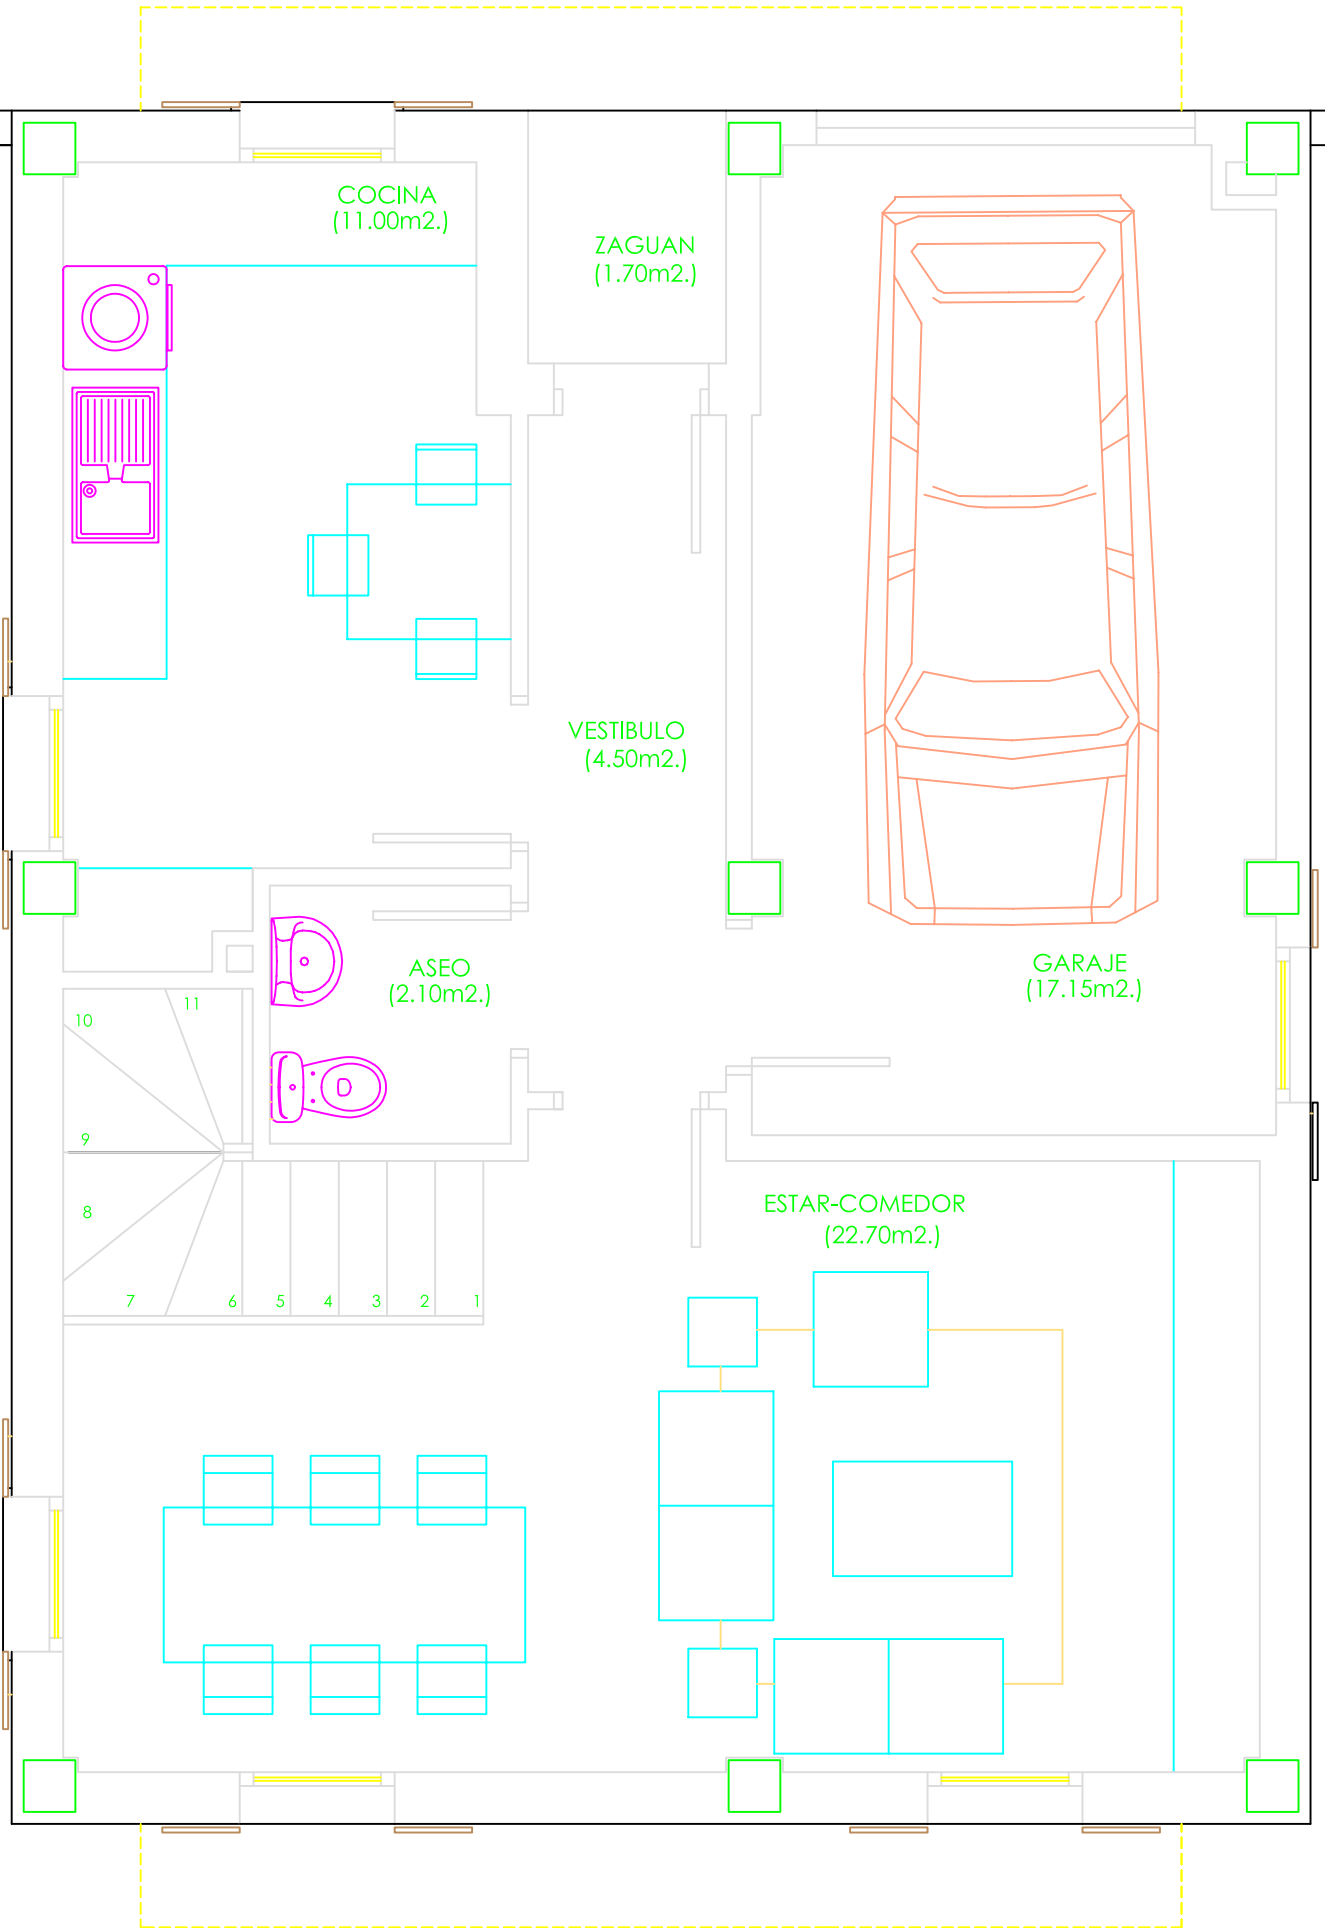 COCINA
(11.00m2.)
ZAGUAN
(1.70m2.)
VESTIBULO
(4.50m2.)
ASEO
(2.10m2.)
GARAJE
(17.15m2.)
11
10
9
8
7
6
5
4
3
2
1
ESTAR-COMEDOR
(22.70m2.)